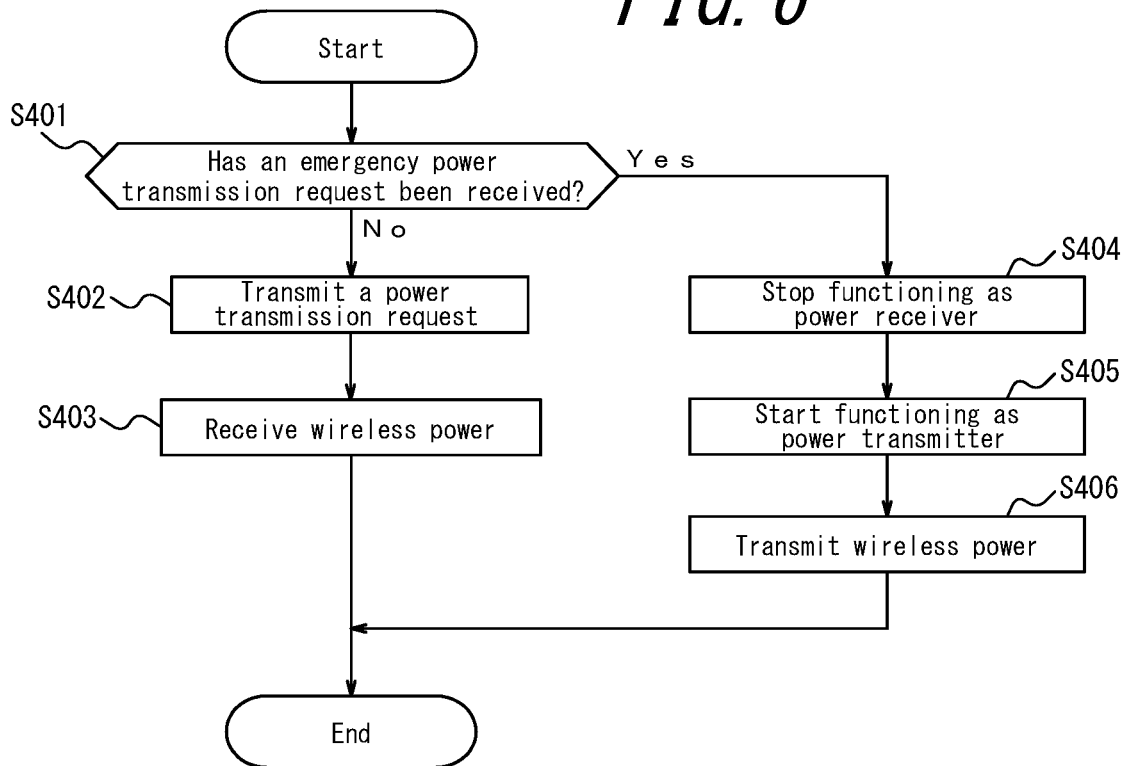 FIG. 6
Start
S401
Has an emergency power
transmission request been received?
Yes
No
S402
Transmit a power
transmission request
S403
Receive wireless power
S404
Stop functioning as
power receiver
S405
Start functioning as
power transmitter
S406
Transmit wireless power
End